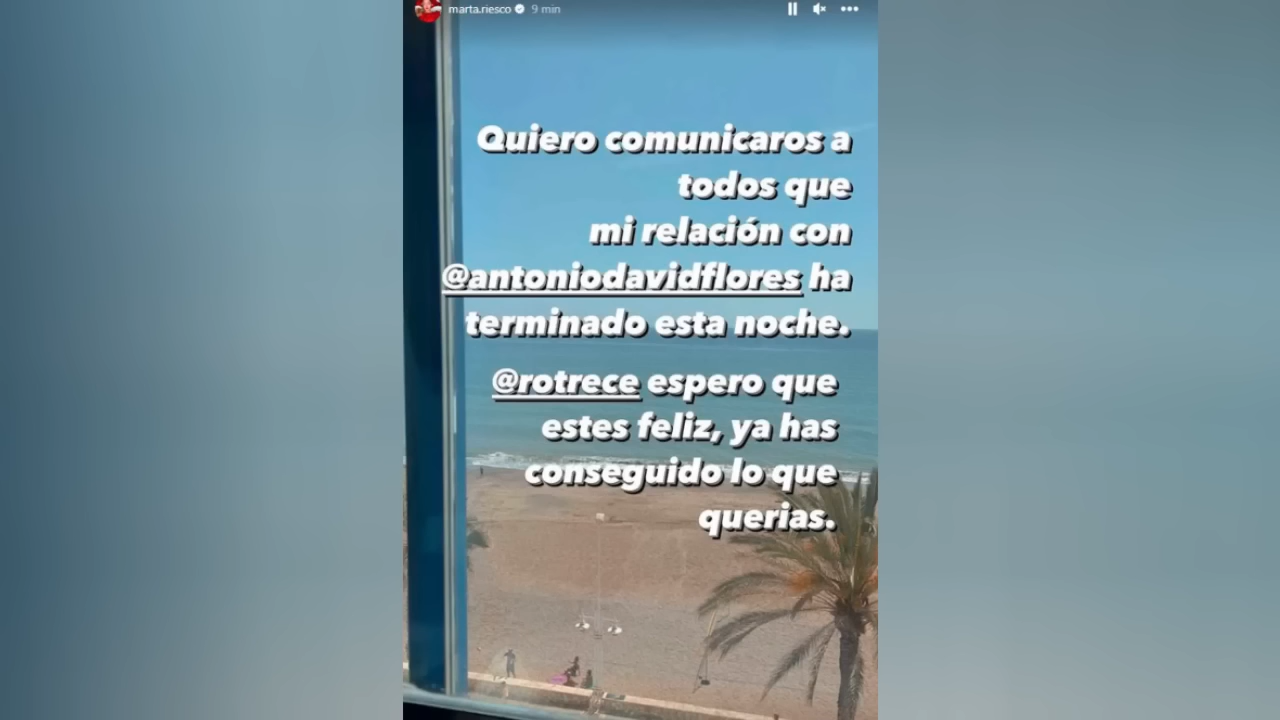 marta.riesco 9 min
Quiero comunicaros a
todos que
mi relación con
@antoniodavidflores ha
terminado esta noche.
@rotrece espero que
estes feliz, ya has
conseguido lo que
querias.